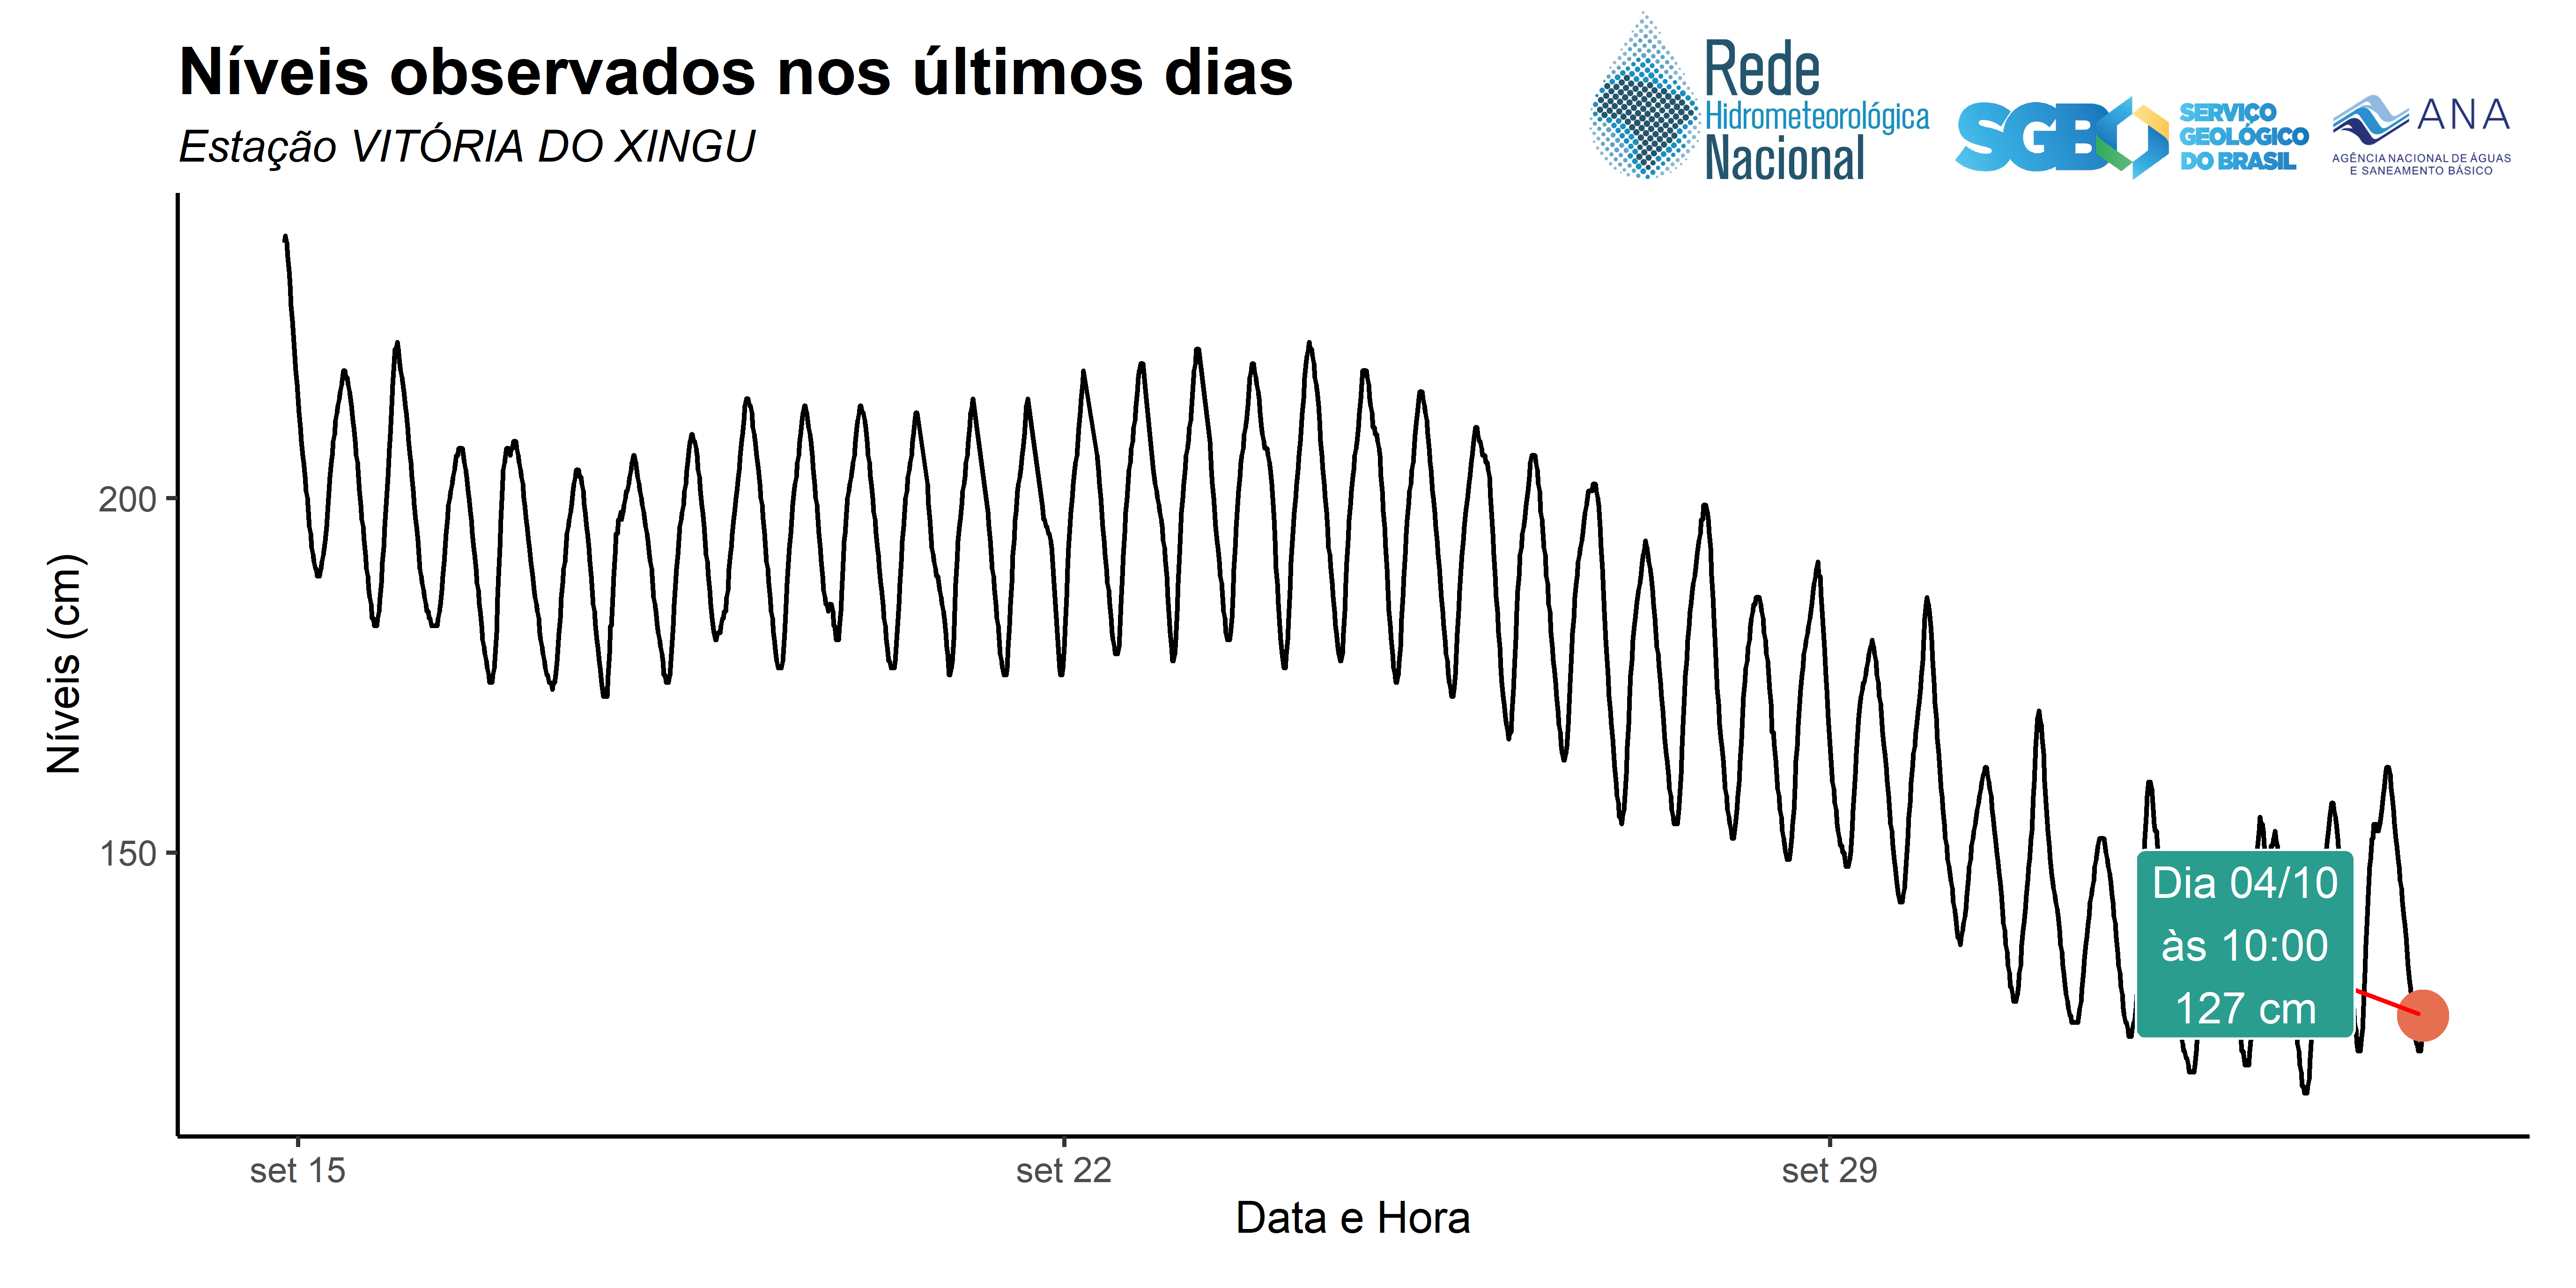 Níveis observados nos últimos dias
Estação VITÓRIA DO XINGU
Rede
Hidrometeorológica
Nacional
SGB
SERVIÇO
GEOLÓGICO
DO BRASIL
ANA
AGÊNCIA NACIONAL DE ÁGUAS
E SANEAMENTO BÁSICO
Níveis (cm)
200
150
Dia 04/10
às 10:00
127 cm
set 15
set 22
set 29
Data e Hora